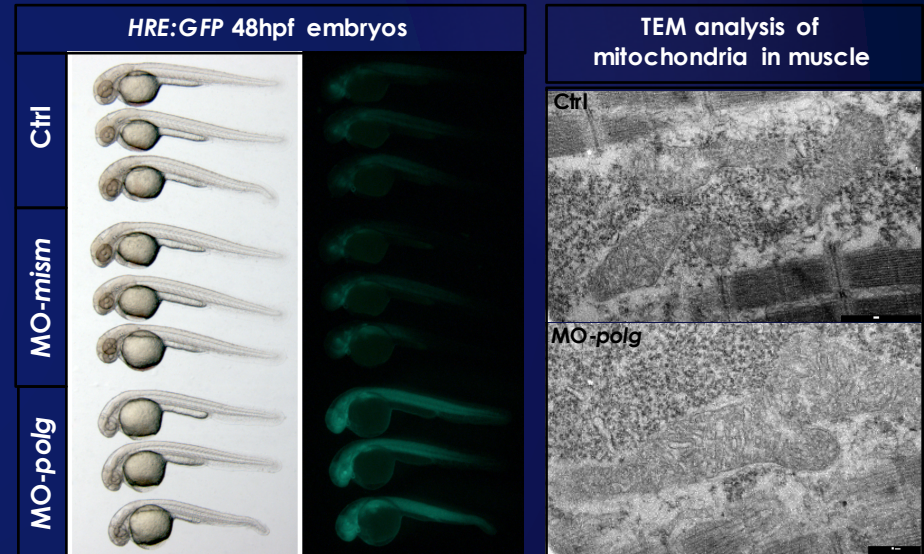 HRE:GFP 48hpf embryos
Ctrl
MO-mism
MO-polg
TEM analysis of
mitochondria in muscle
Ctrl
MO-polg